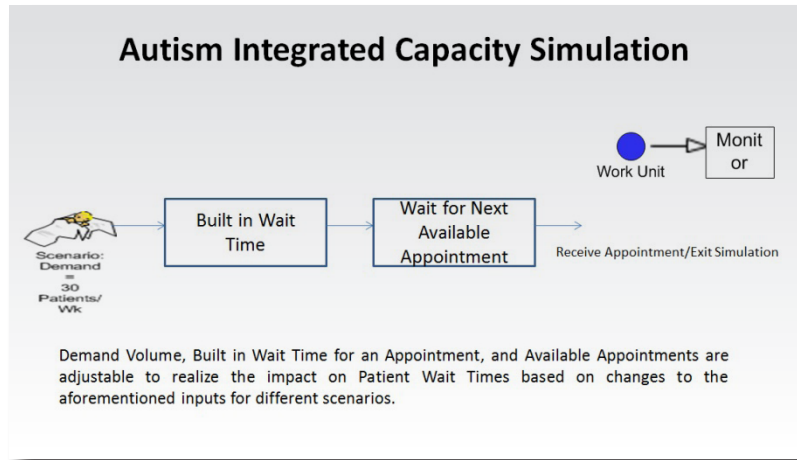 Autism Integrated Capacity Simulation
Work Unit
Monit
or
Built in Wait
Time
Wait for Next
Available
Appointment
Receive Appointment/Exit Simulation
Scenario:
Demand
=
30
Patients/
Wk
Demand Volume, Built in Wait Time for an Appointment, and Available Appointments are
adjustable to realize the impact on Patient Wait Times based on changes to the
aforementioned inputs for different scenarios.